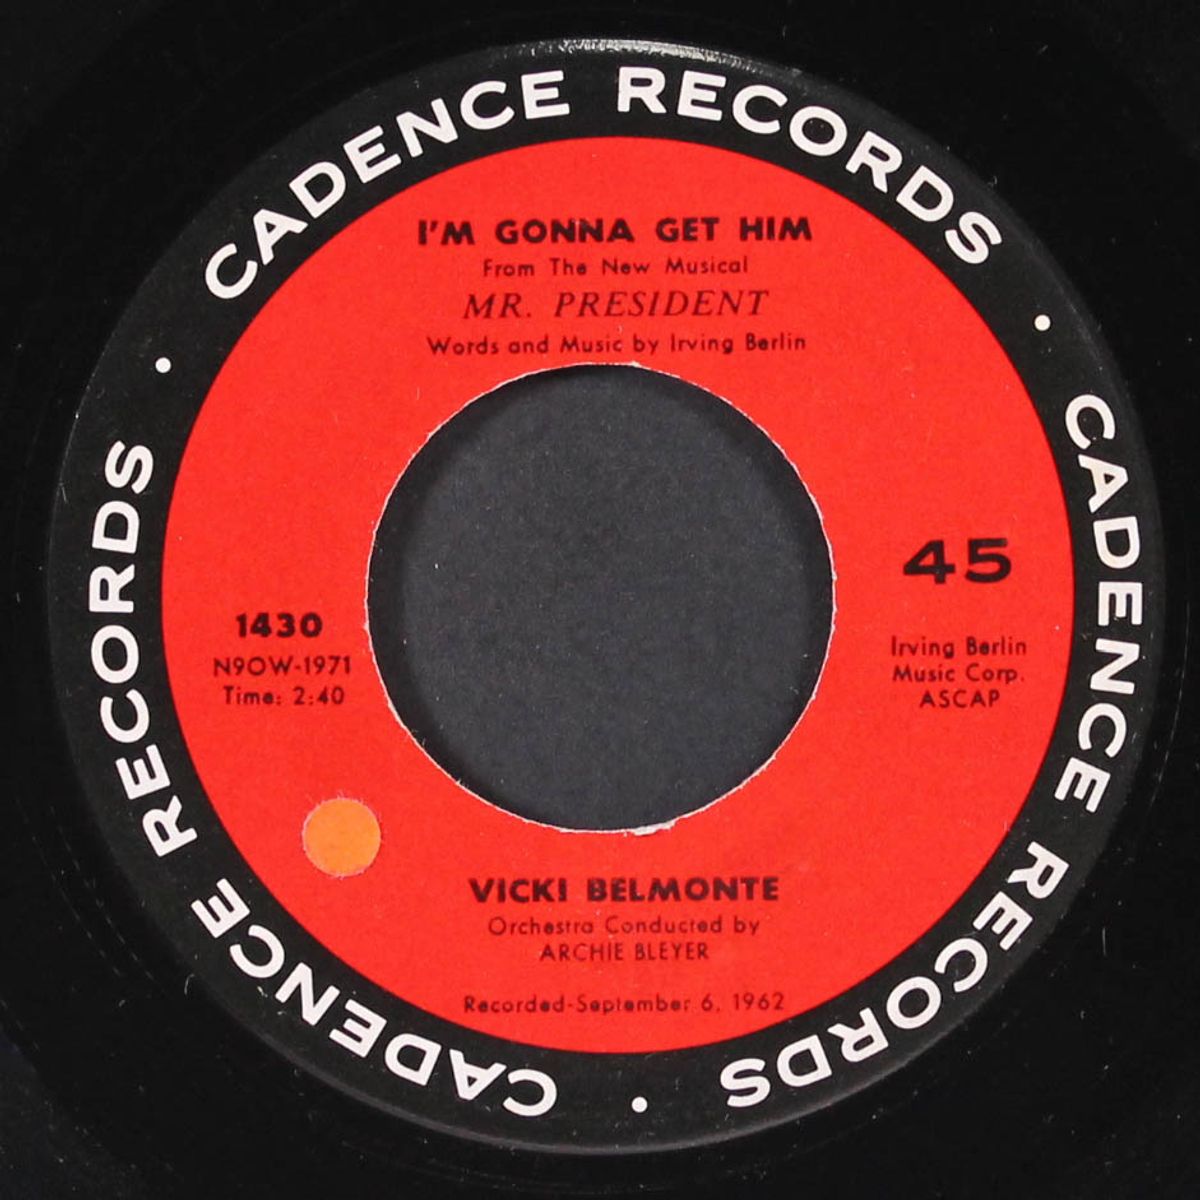 CADENCE RECORDS • CADENCE RECORDS • CADENCE RECORDS •
I'M GONNA GET HIM
From The New Musical
MR. PRESIDENT
Words and Music by Irving Berlin
45
1430
N9OW-1971
Time: 2:40
Irving Berlin
Music Corp.
ASCAP
VICKI BELMONTE
Orchestra Conducted by
ARCHIE BLEYER
Recorded-September 6, 1962